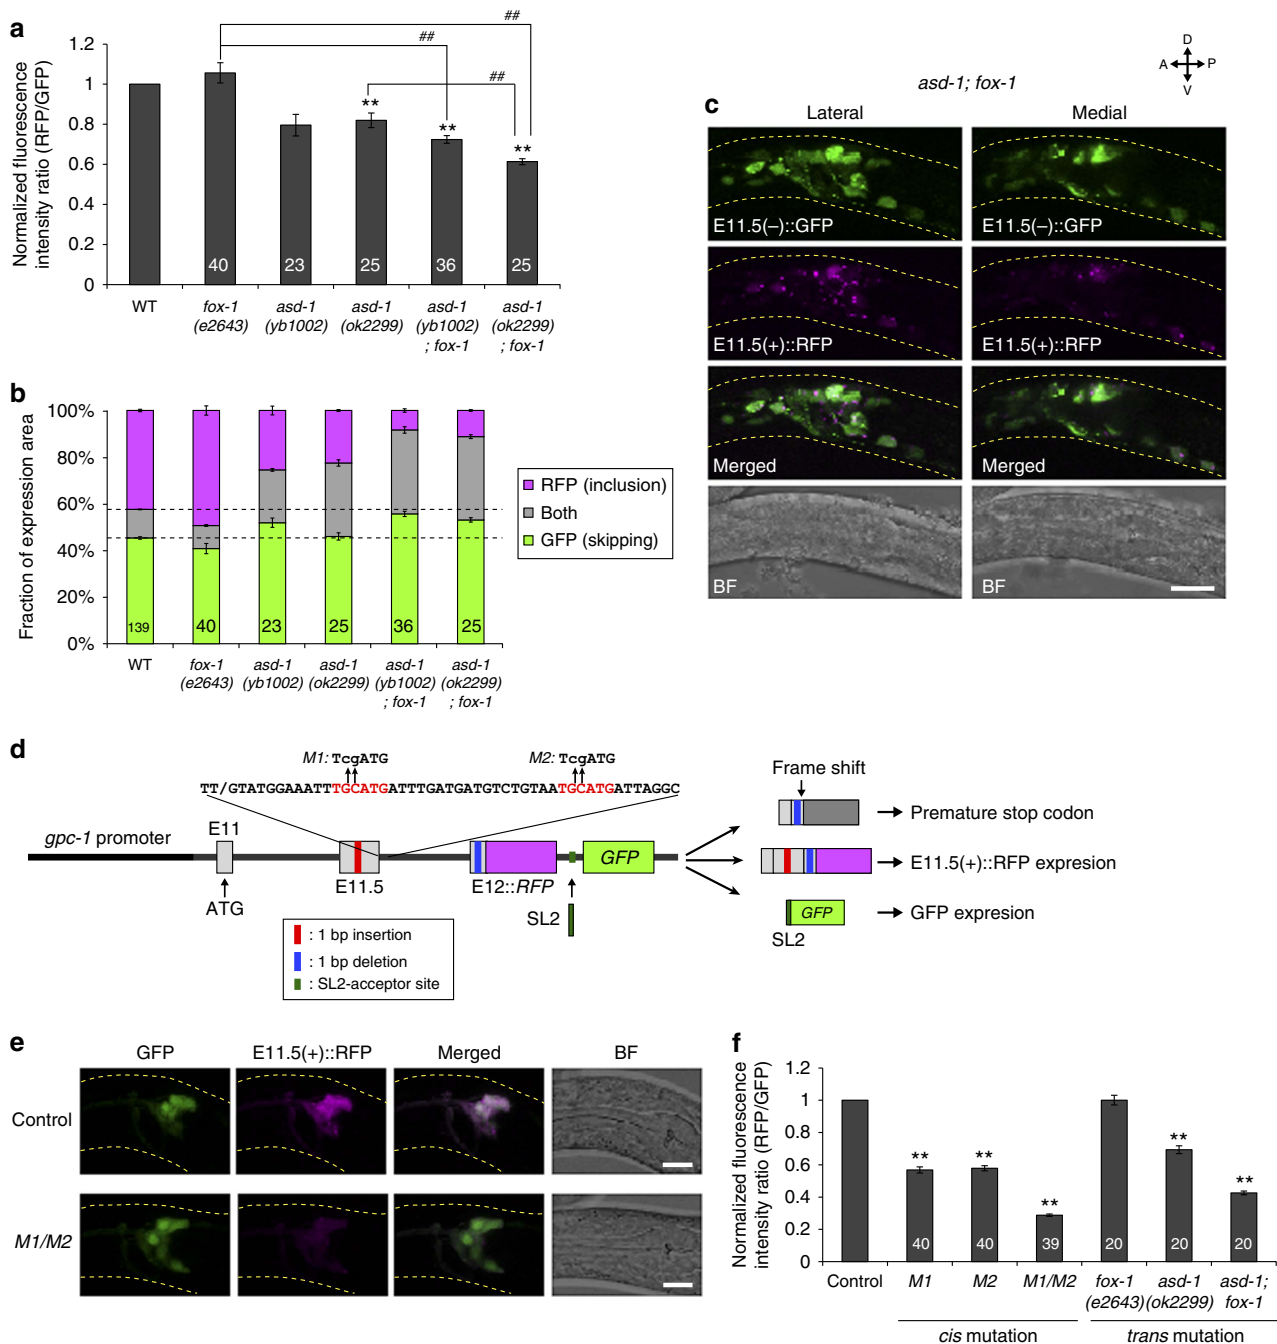 a
Normalized fluorescence
intensity ratio (RFP/GFP)
1.2
1
0.8
0.6
0.4
0.2
0
##
##
##
**
**
**
40
23
25
36
25
WT
fox-1
(e2643)
asd-1
(yb1002)
asd-1
(ok2299)
asd-1
(yb1002)
; fox-1
asd-1
(ok2299)
; fox-1
b
Fraction of expression area
100%
80%
60%
40%
20%
0%
139
40
23
25
36
25
WT
fox-1
(e2643)
asd-1
(yb1002)
asd-1
(ok2299)
asd-1
(yb1002)
; fox-1
asd-1
(ok2299)
; fox-1
RFP (inclusion)
Both
GFP (skipping)
c
asd-1; fox-1
D
A P
V
Lateral
Medial
E11.5(–)::GFP
E11.5(–)::GFP
E11.5(+)::RFP
E11.5(+)::RFP
Merged
Merged
BF
BF
d
M1: TcgATG
M2: TcgATG
TT/GTATGGAAATTTGCATGATTTGATGATGTCTGTAATGCATGATTAGGC
gpc-1 promoter
E11
ATG
E11.5
E12::RFP
SL2
GFP
: 1 bp insertion
: 1 bp deletion
: SL2-acceptor site
Frame shift
Premature stop codon
E11.5(+)::RFP expresion
GFP
GFP expresion
SL2
e
GFP
E11.5(+)::RFP
Merged
BF
Control
M1/M2
f
Normalized fluorescence
intensity ratio (RFP/GFP)
1.2
1
0.8
0.6
0.4
0.2
0
**
**
**
**
**
40
40
39
20
20
20
Control
M1
M2
M1/M2
fox-1
(e2643)
asd-1
(ok2299)
asd-1;
fox-1
cis mutation
trans mutation